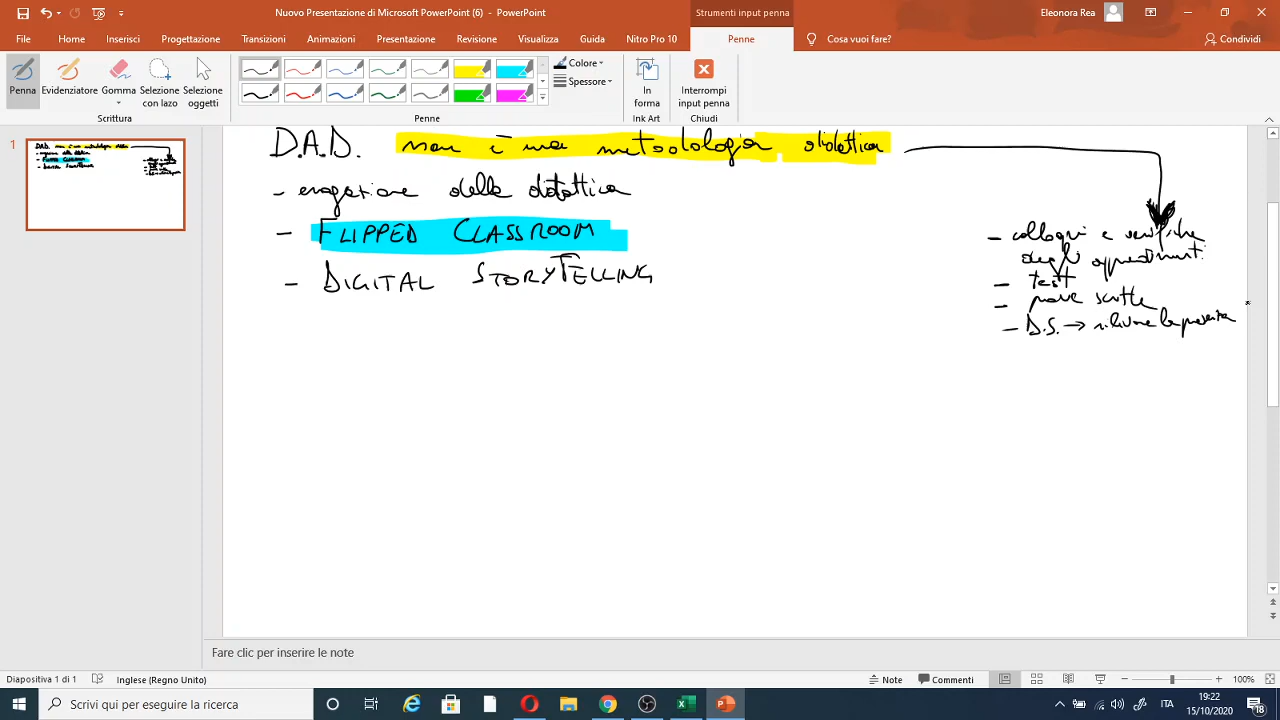 Nuovo Presentazione di Microsoft PowerPoint (6) - PowerPoint
Strumenti input penna
Eleonora Rea
File Home Inserisci Progettazione Transizioni Animazioni Presentazione Revisione Visualizza Guida Nitro Pro 10 Penne Cosa vuoi fare? Condividi
Penna Evidenziatore Gomma Selezione con lazo Selezione oggetti
Colore
Spessore
In forma
Interrompi input penna
Scrittura Penne Ink Art Chiudi
D.A.D. non è una metodologia didattica
- erogazione della didattica
- FLIPPED CLASSROOM
- DIGITAL STORYTELLING
- colloqui e verifiche
degli apprendimenti
- test
- prove scritte
- D.S. → rilevare la presenza
Fare clic per inserire le note
Diapositiva 1 di 1 Inglese (Regno Unito) Note Commenti 100%
Scrivi qui per eseguire la ricerca
ITA
19:22
15/10/2020
18